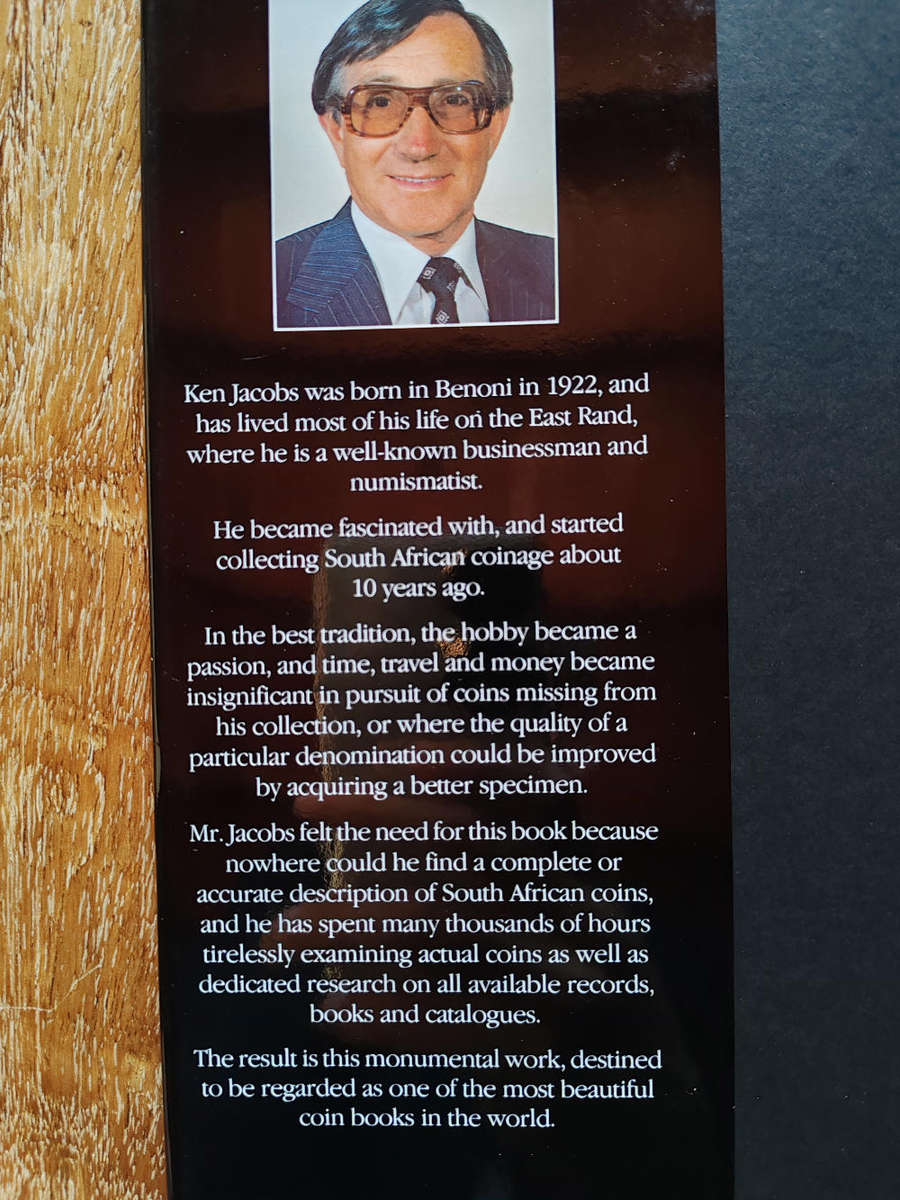 Ken Jacobs was born in Benoni in 1922, and
has lived most of his life on the East Rand,
where he is a well-known businessman and
numismatist.
He became fascinated with, and started
collecting South African coinage about
10 years ago.
In the best tradition, the hobby became a
passion, and time, travel and money became
insignificant in pursuit of coins missing from
his collection, or where the quality of a
particular denomination could be improved
by acquiring a better specimen.
Mr. Jacobs felt the need for this book because
nowhere could he find a complete or
accurate description of South African coins,
and he has spent many thousands of hours
tirelessly examining actual coins as well as
dedicated research on all available records,
books and catalogues.
The result is this monumental work, destined
to be regarded as one of the most beautiful
coin books in the world.